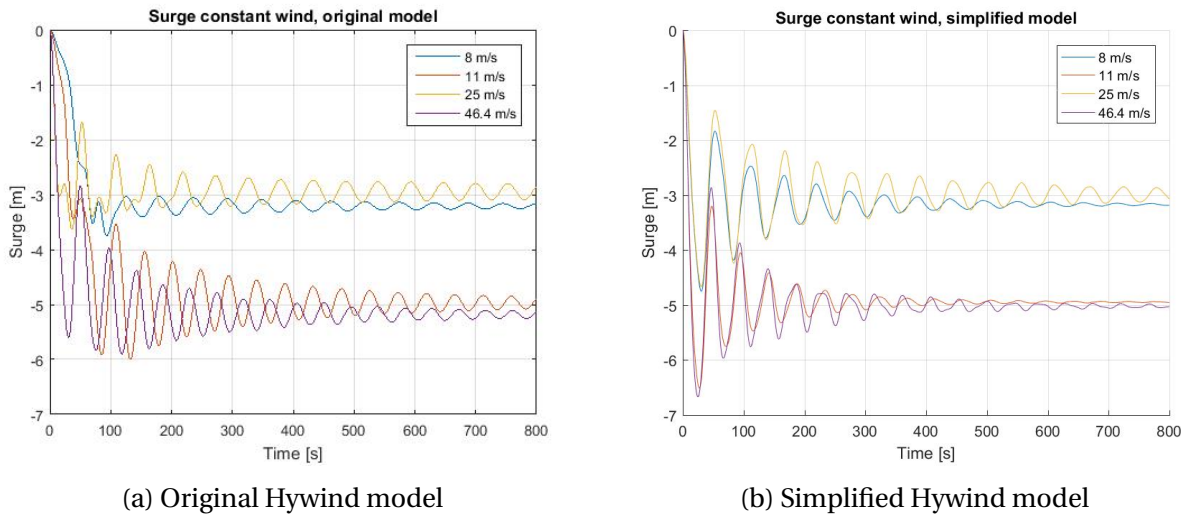 Surge constant wind, original model
0
-1
-2
-3
-4
-5
-6
-7
Surge [m]
8 m/s
11 m/s
25 m/s
46.4 m/s
0 100 200 300 400 500 600 700 800
Time [s]
(a) Original Hywind model
Surge constant wind, simplified model
0
-1
-2
-3
-4
-5
-6
-7
Surge [m]
8 m/s
11 m/s
25 m/s
46.4 m/s
0 100 200 300 400 500 600 700 800
Time [s]
(b) Simplified Hywind model